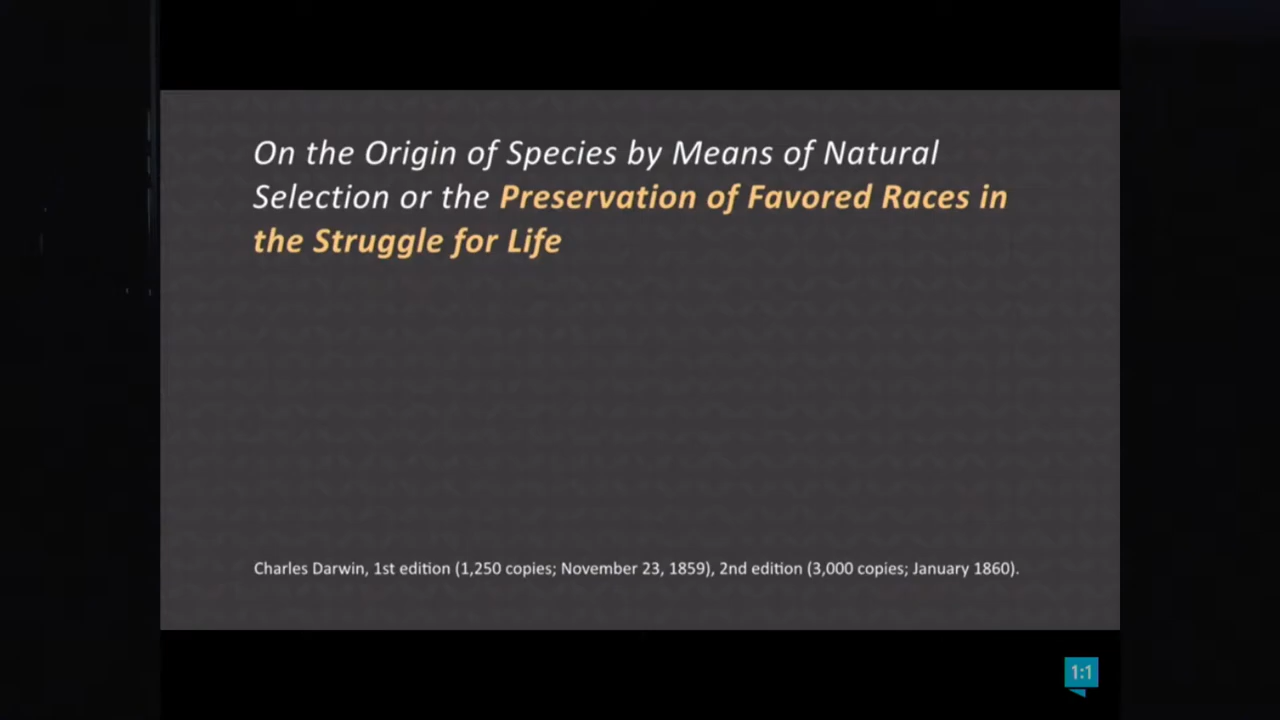 On the Origin of Species by Means of Natural
Selection or the Preservation of Favored Races in
the Struggle for Life
Charles Darwin, 1st edition (1,250 copies; November 23, 1859), 2nd edition (3,000 copies; January 1860).
1:1